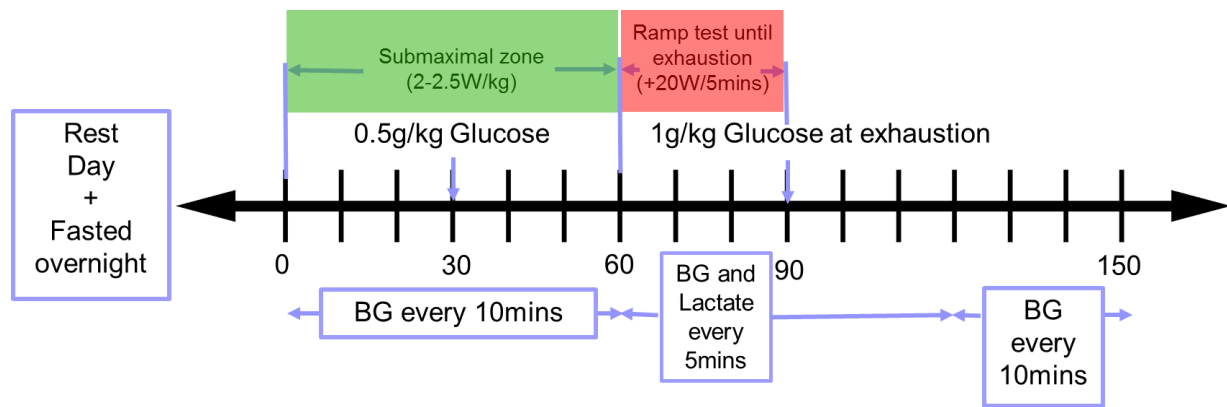 Submaximal zone
(2-2.5W/kg)
Ramp test until
exhaustion
(+20W/5mins)
Rest
Day
+
Fasted
overnight
0.5g/kg Glucose
1g/kg Glucose at exhaustion
0
30
60
90
150
BG every 10mins
BG and
Lactate
every
5mins
BG
every
10mins